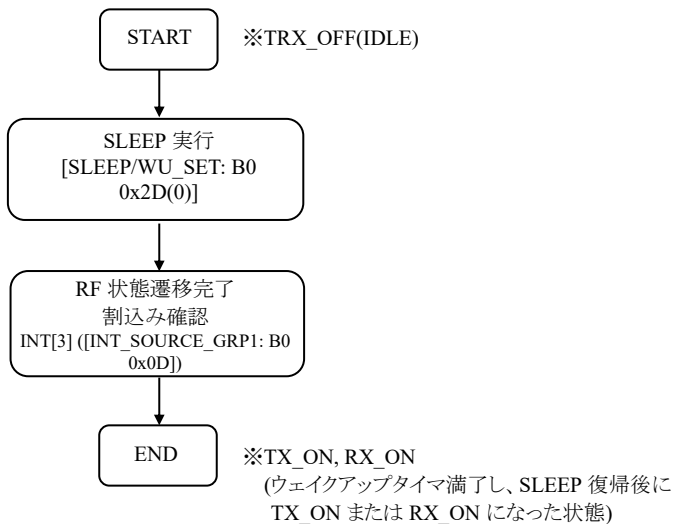 START ※TRX_OFF(IDLE)
SLEEP 実行
[SLEEP/WU_SET: B0
0x2D(0)]
RF 状態遷移完了
割込み確認
INT[3] ([INT_SOURCE_GRP1: B0
0x0D])
END ※TX_ON, RX_ON
(ウェイクアップタイマ満了し、SLEEP 復帰後に
TX_ON または RX_ON になった状態)